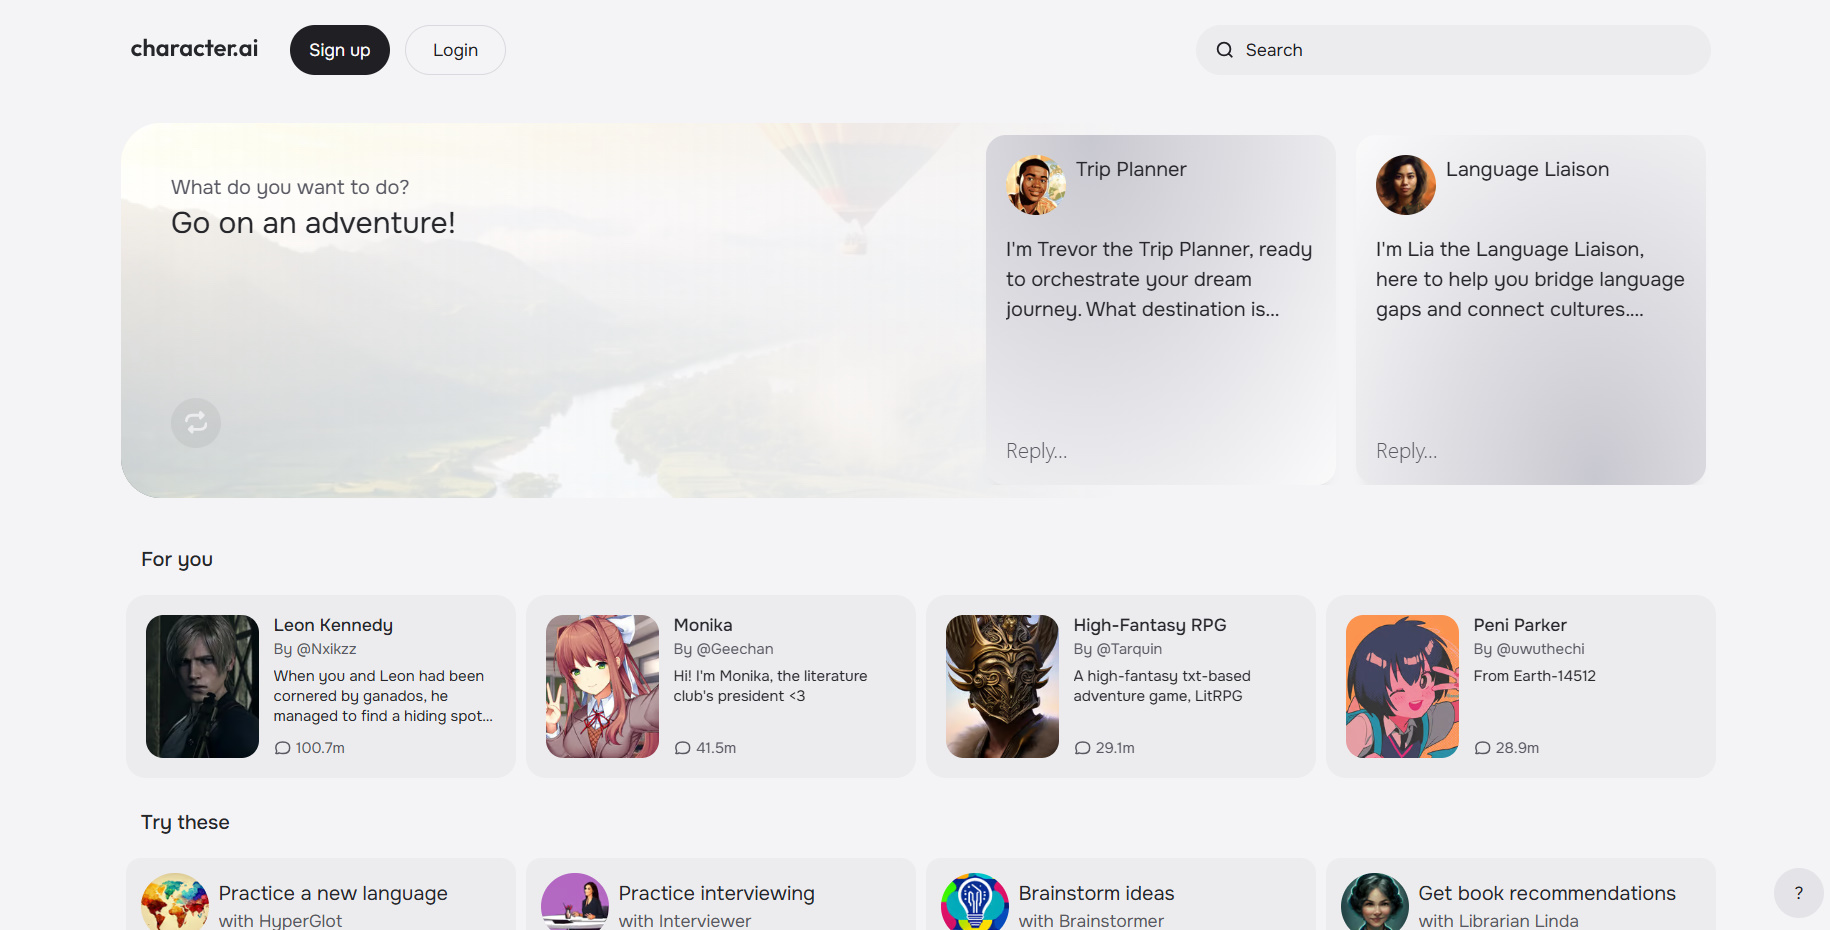 character.ai
Sign up
Login
Search
What do you want to do?
Go on an adventure!
Trip Planner
I'm Trevor the Trip Planner, ready
to orchestrate your dream
journey. What destination is...
Reply...
Language Liaison
I'm Lia the Language Liaison,
here to help you bridge language
gaps and connect cultures....
Reply...
For you
Leon Kennedy
By @Nxikzz
When you and Leon had been
cornered by ganados, he
managed to find a hiding spot...
100.7m
Monika
By @Geechan
Hi! I'm Monika, the literature
club's president <3
41.5m
High-Fantasy RPG
By @Tarquin
A high-fantasy txt-based
adventure game, LitRPG
29.1m
Peni Parker
By @uwuthechi
From Earth-14512
28.9m
Try these
Practice a new language
with HyperGlot
Practice interviewing
with Interviewer
Brainstorm ideas
with Brainstormer
Get book recommendations
with Librarian Linda
?